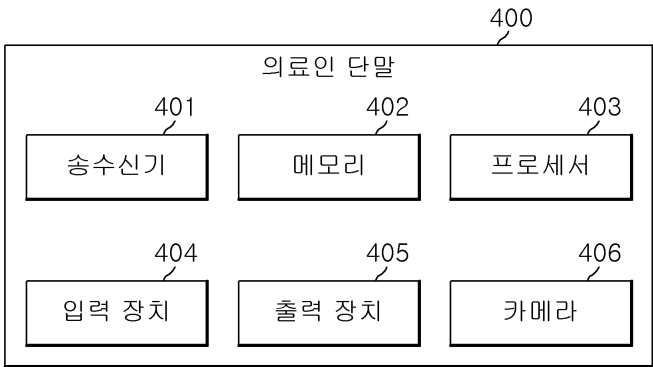 400
의료인 단말
401 402 403
송수신기 메모리 프로세서
404 405 406
입력 장치 출력 장치 카메라